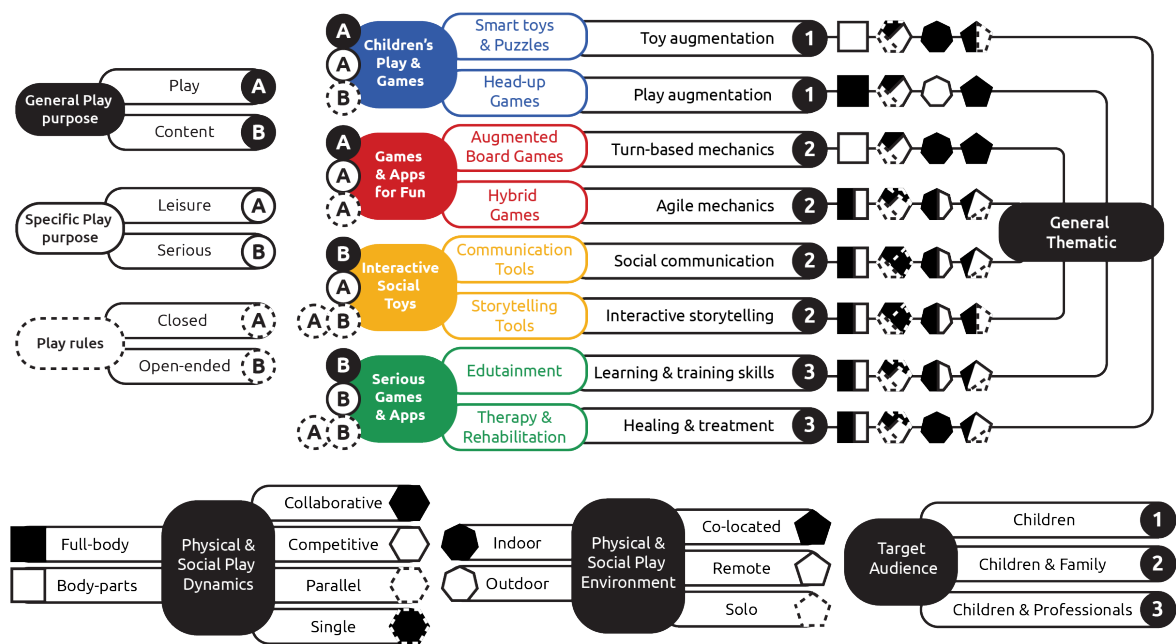 General Play
purpose
Play
A
Content
B
Specific Play
purpose
Leisure
A
Serious
B
Play rules
Closed
A
Open-ended
B
A
A
B
Children's
Play &
Games
Smart toys
& Puzzles
Toy augmentation
1
Head-up
Games
Play augmentation
1
A
A
A
Games
& Apps
for Fun
Augmented
Board Games
Turn-based mechanics
2
Hybrid
Games
Agile mechanics
2
B
A
A
B
Interactive
Social
Toys
Communication
Tools
Social communication
2
Storytelling
Tools
Interactive storytelling
2
B
B
A
B
Serious
Games
& Apps
Edutainment
Learning & training skills
3
Therapy &
Rehabilitation
Healing & treatment
3
General
Thematic
Full-body
Body-parts
Physical &
Social Play
Dynamics
Collaborative
Competitive
Parallel
Single
Indoor
Outdoor
Physical &
Social Play
Environment
Co-located
Remote
Solo
Target
Audience
Children
1
Children & Family
2
Children & Professionals
3